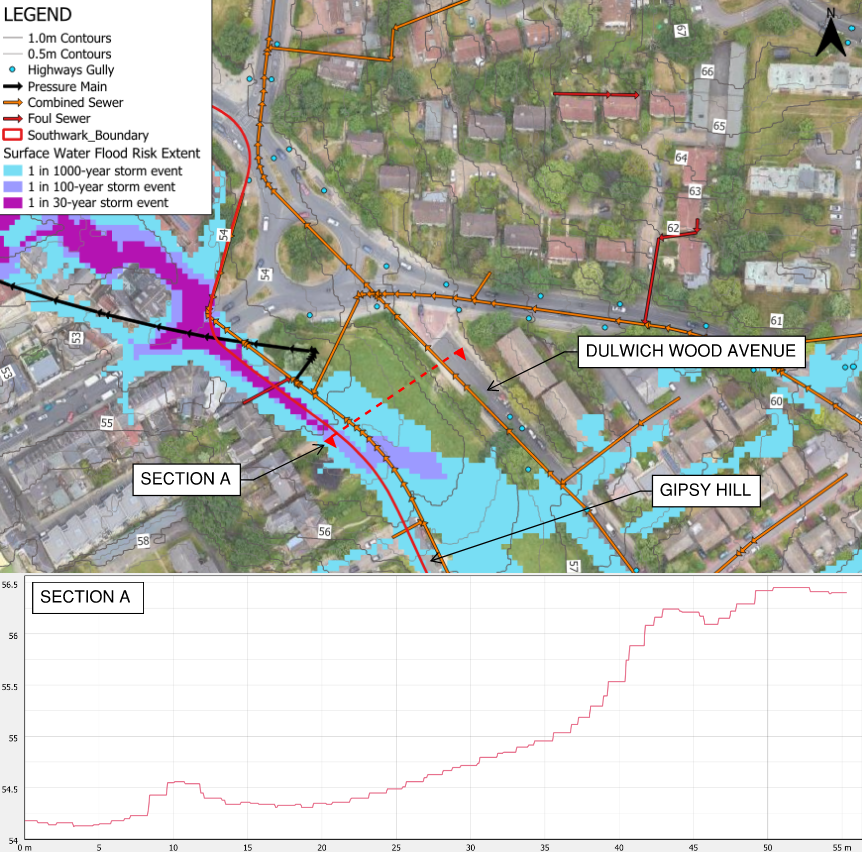 LEGEND
1.0m Contours
0.5m Contours
Highways Gully
Pressure Main
Combined Sewer
Foul Sewer
Southwark_Boundary
Surface Water Flood Risk Extent
1 in 1000-year storm event
1 in 100-year storm event
1 in 30-year storm event
N
67
66
65
64
63
62
54
54
61
53
53
DULWICH WOOD AVENUE
60
55
SECTION A
GIPSY HILL
56
58
57
SECTION A
56.5
56
55.5
55
54.5
54
0 m 5 10 15 20 25 30 35 40 45 50 55 m